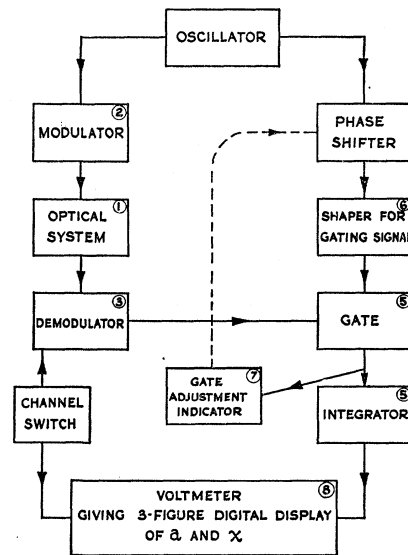 OSCILLATOR
②
MODULATOR
PHASE
SHIFTER
①
OPTICAL
SYSTEM
⑥
SHAPER FOR
GATING SIGNAL
③
DEMODULATOR
⑤
GATE
⑦
GATE
ADJUSTMENT
INDICATOR
CHANNEL
SWITCH
⑤
INTEGRATOR
⑧
VOLTMETER
GIVING 3-FIGURE DIGITAL DISPLAY
OF a AND χ